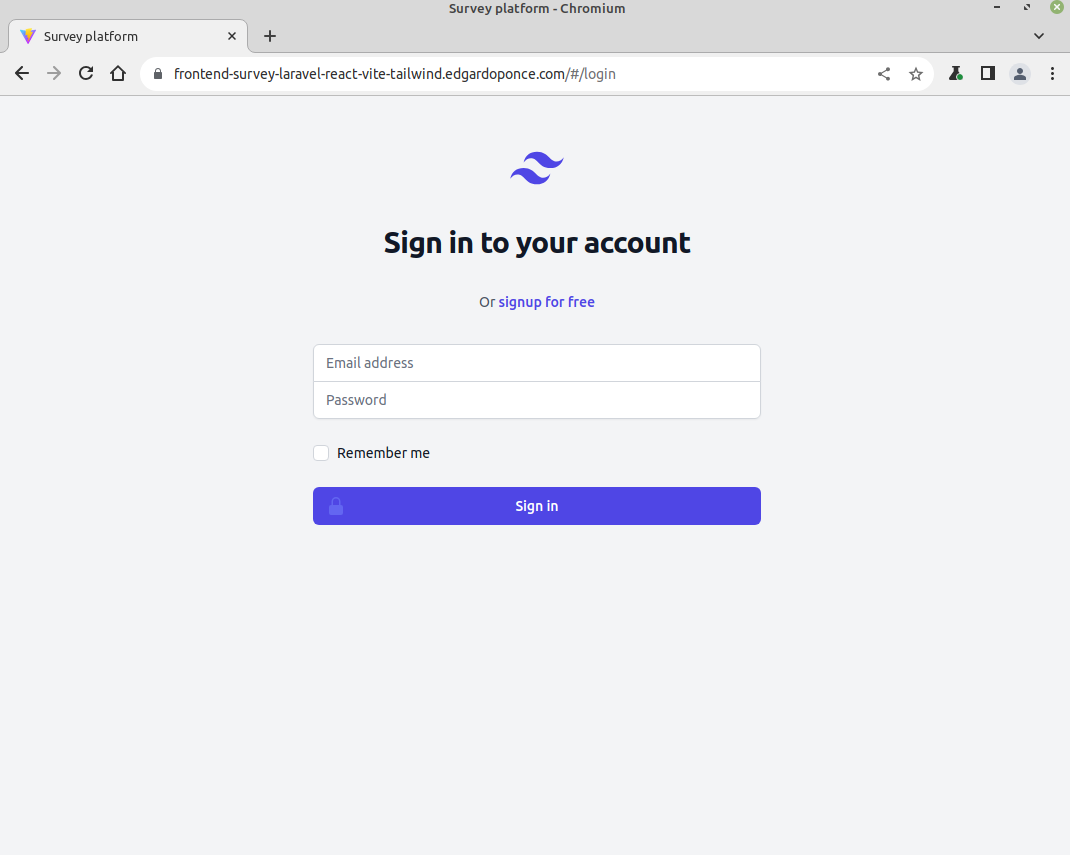 Survey platform - Chromium
Survey platform
frontend-survey-laravel-react-vite-tailwind.edgardoponce.com/#/login
Sign in to your account
Or signup for free
Email address
Password
Remember me
Sign in